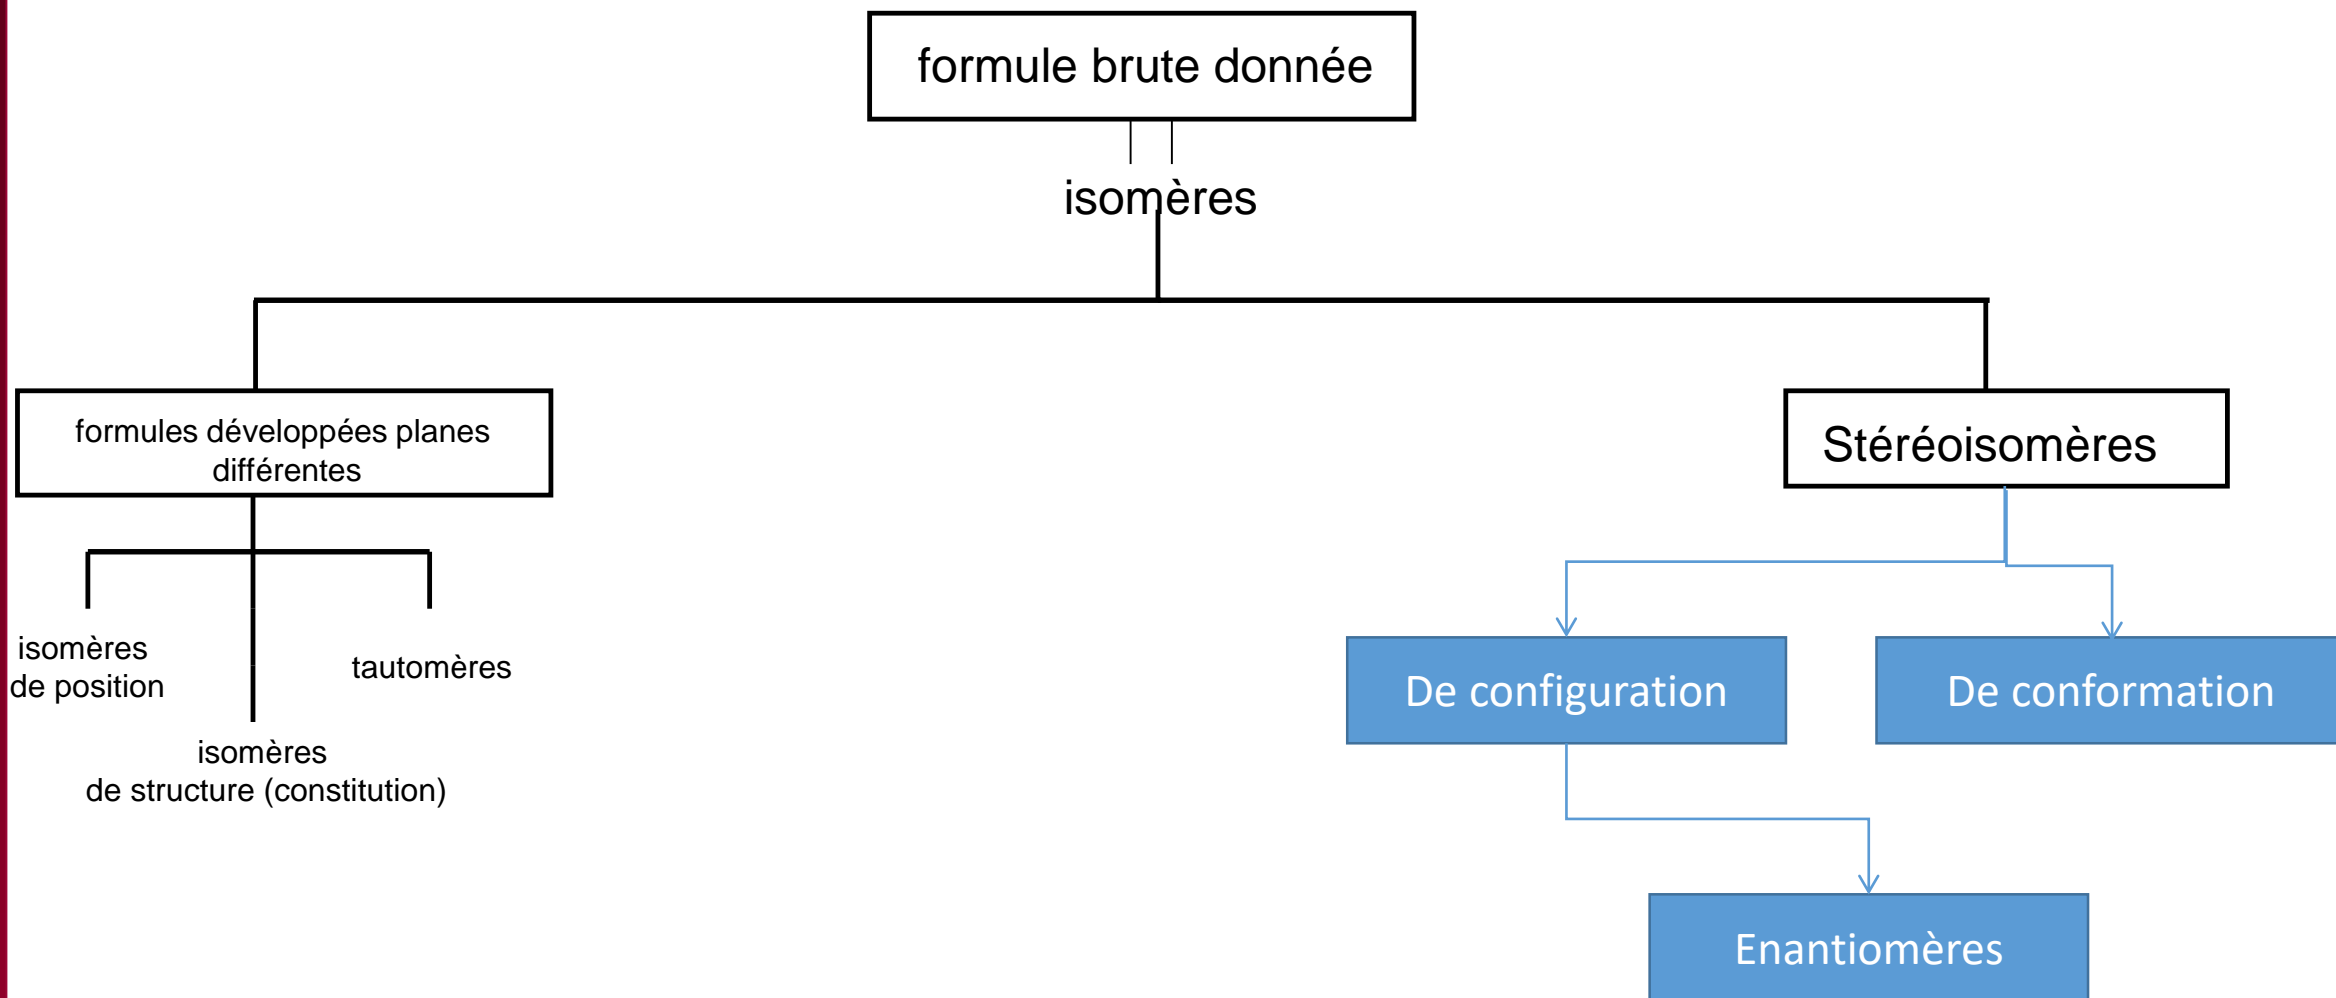 formule brute donnée
isomères
formules développées planes
différentes
Stéréoisomères
isomères
de position
tautomères
isomères
de structure (constitution)
De configuration
De conformation
Enantiomères